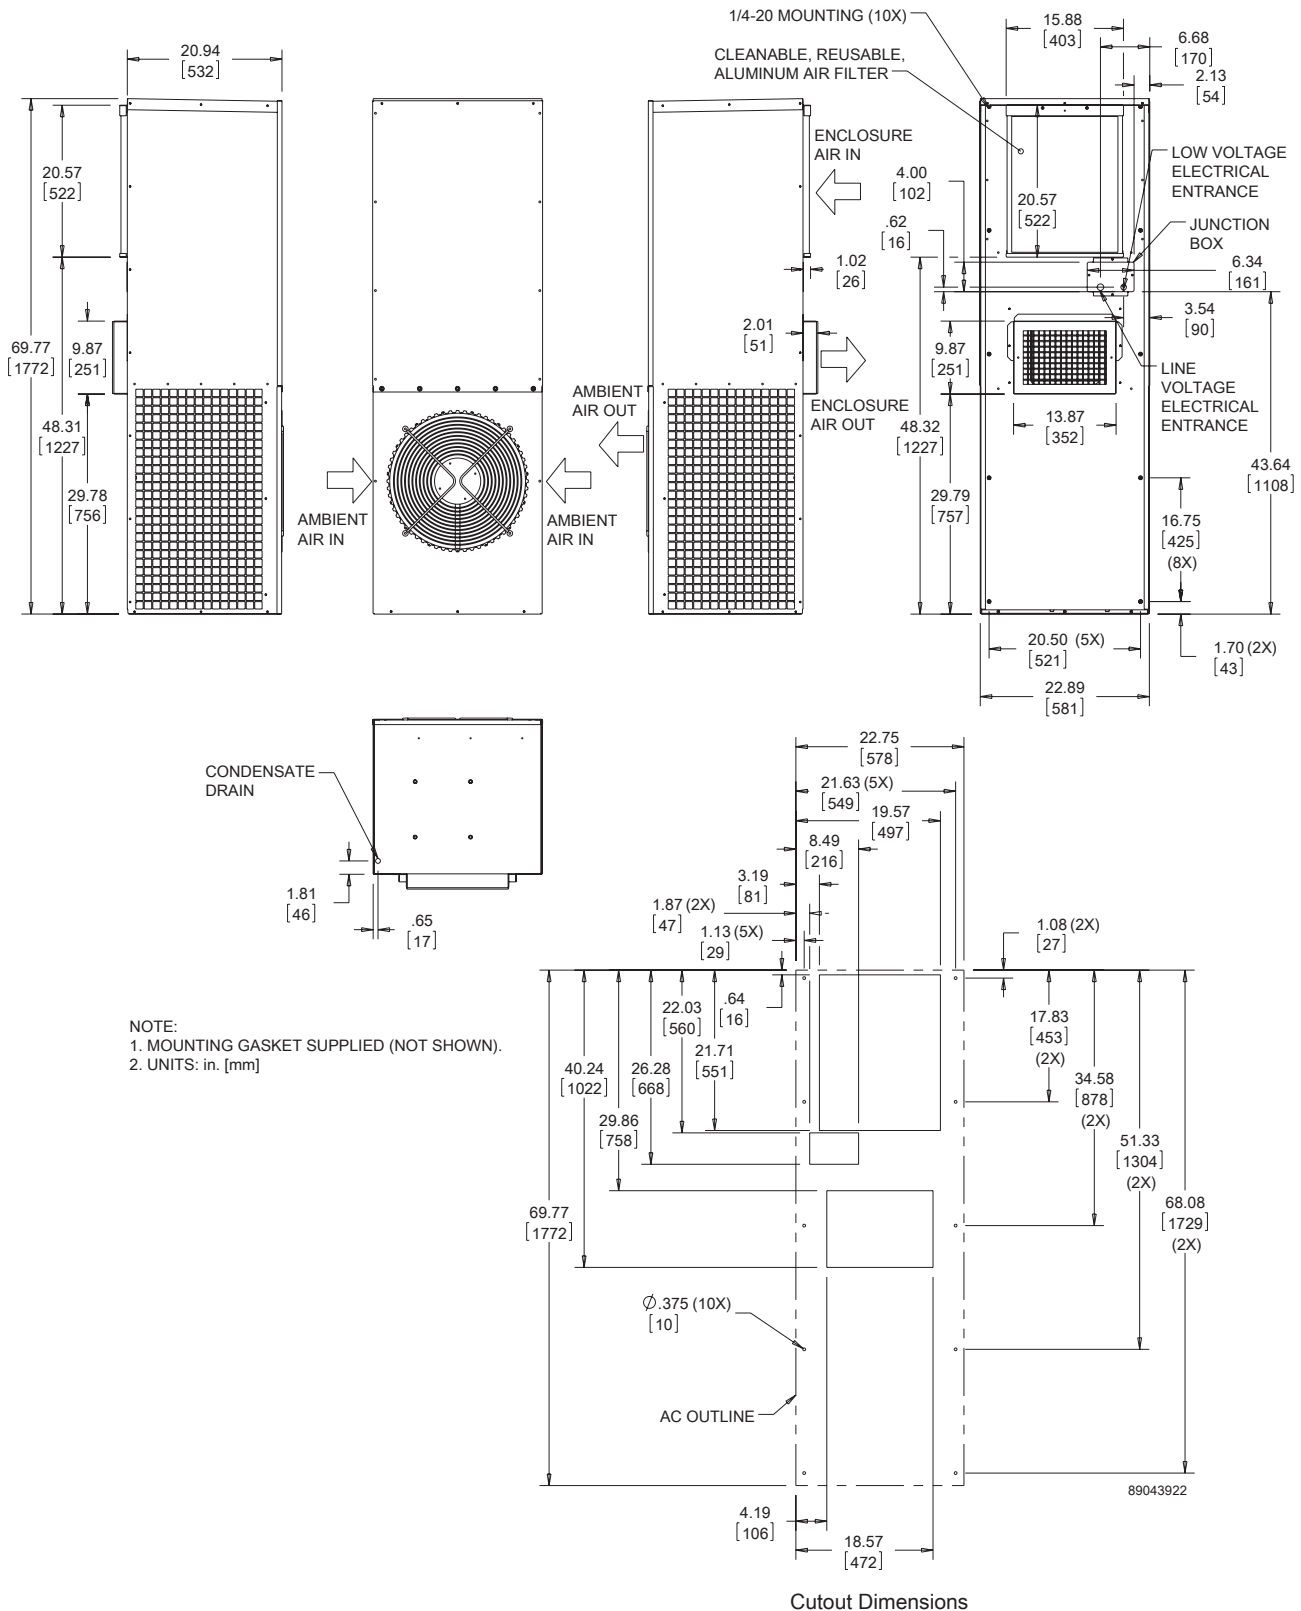 1/4-20 MOUNTING (10X)
CLEANABLE, REUSABLE,
ALUMINUM AIR FILTER
15.88
[403]
6.68
[170]
2.13
[54]
20.94
[532]
ENCLOSURE
AIR IN
LOW VOLTAGE
ELECTRICAL
ENTRANCE
4.00
[102]
20.57
[522]
20.57
[522]
.62
[16]
JUNCTION
BOX
1.02
[26]
6.34
[161]
2.01
[51]
3.54
[90]
69.77
[1772]
9.87
[251]
9.87
[251]
LINE
VOLTAGE
ELECTRICAL
ENTRANCE
AMBIENT
AIR OUT
ENCLOSURE
AIR OUT
13.87
[352]
48.31
[1227]
48.32
[1227]
43.64
[1108]
29.78
[756]
29.79
[757]
AMBIENT
AIR IN
AMBIENT
AIR IN
16.75
[425]
(8X)
20.50 (5X)
[521]
1.70 (2X)
[43]
22.89
[581]
CONDENSATE
DRAIN
1.81
[46]
.65
[17]
22.75
[578]
21.63 (5X)
[549]
19.57
[497]
8.49
[216]
3.19
[81]
1.87 (2X)
[47]
1.13 (5X)
[29]
1.08 (2X)
[27]
NOTE:
1. MOUNTING GASKET SUPPLIED (NOT SHOWN).
2. UNITS: in. [mm]
22.03
[560]
.64
[16]
17.83
[453]
(2X)
21.71
[551]
40.24
[1022]
26.28
[668]
34.58
[878]
(2X)
29.86
[758]
51.33
[1304]
(2X)
69.77
[1772]
68.08
[1729]
(2X)
Ø.375 (10X)
[10]
AC OUTLINE
89043922
4.19
[106]
18.57
[472]
Cutout Dimensions